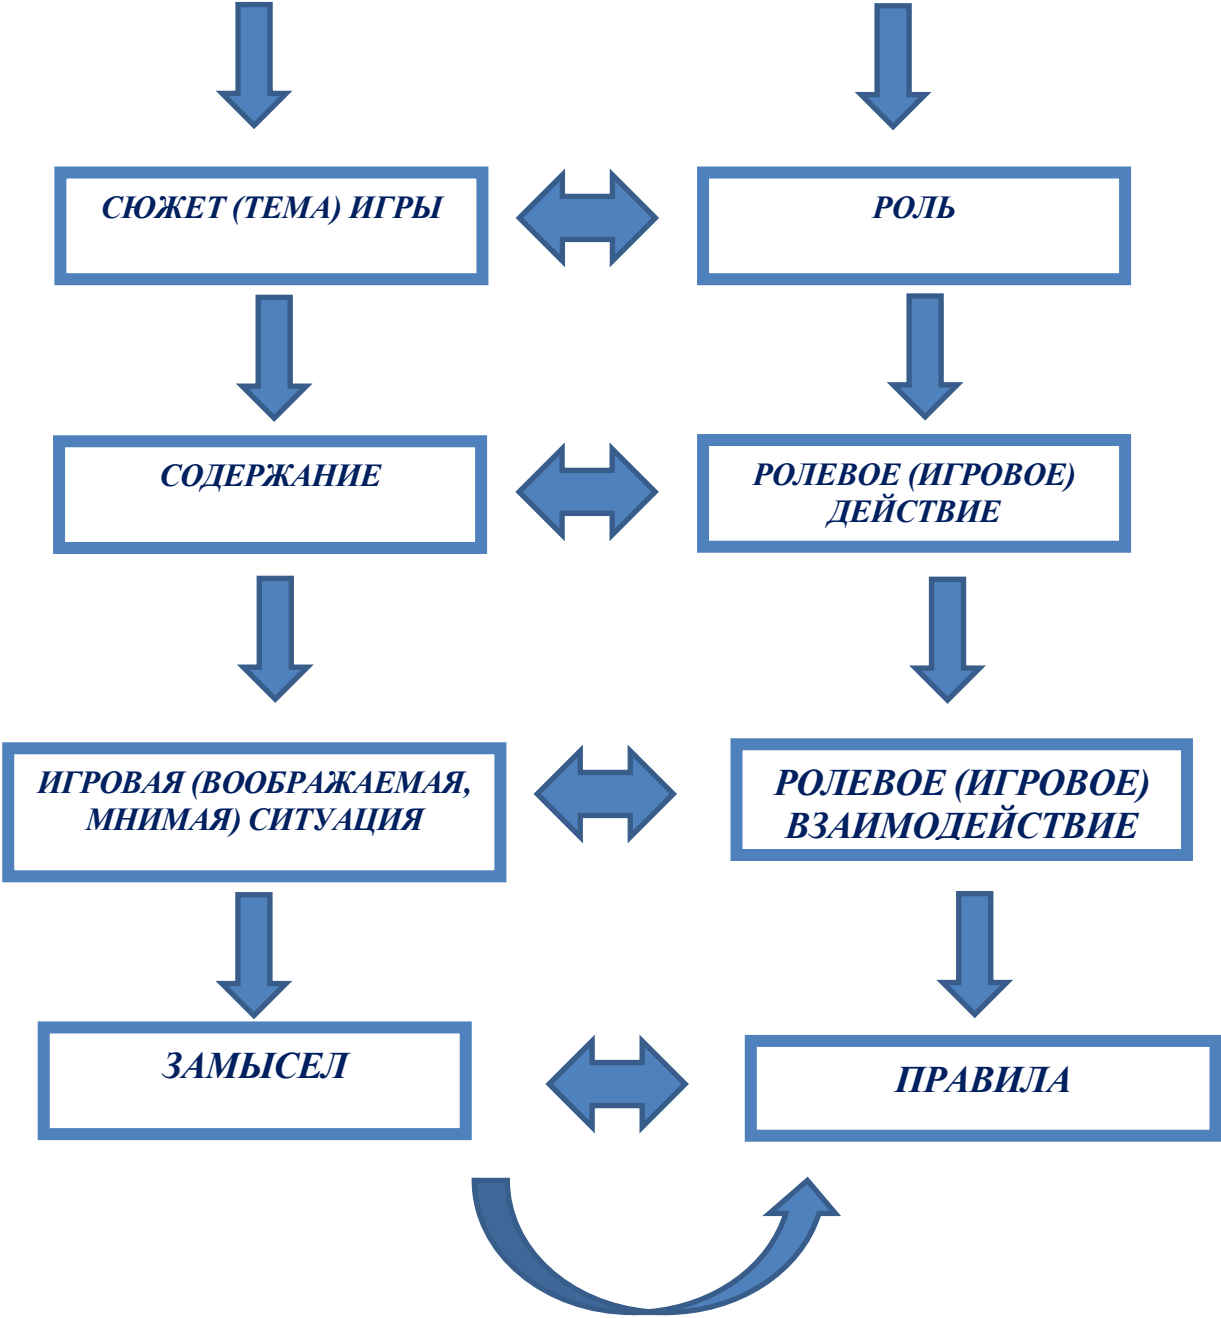 СЮЖЕТ (ТЕМА) ИГРЫ
РОЛЬ
СОДЕРЖАНИЕ
РОЛЕВОЕ (ИГРОВОЕ)
ДЕЙСТВИЕ
ИГРОВАЯ (ВООБРАЖАЕМАЯ,
МНИМАЯ) СИТУАЦИЯ
РОЛЕВОЕ (ИГРОВОЕ)
ВЗАИМОДЕЙСТВИЕ
ЗАМЫСЕЛ
ПРАВИЛА